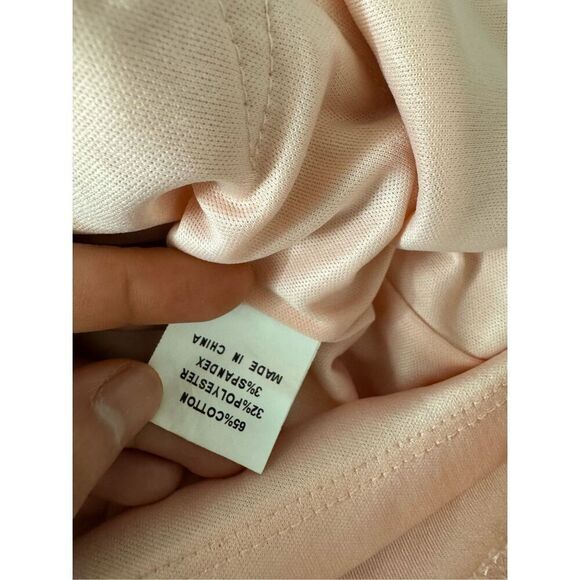 65%COTTON
32%POLYESTER
3%SPANDEX
MADE IN CHINA